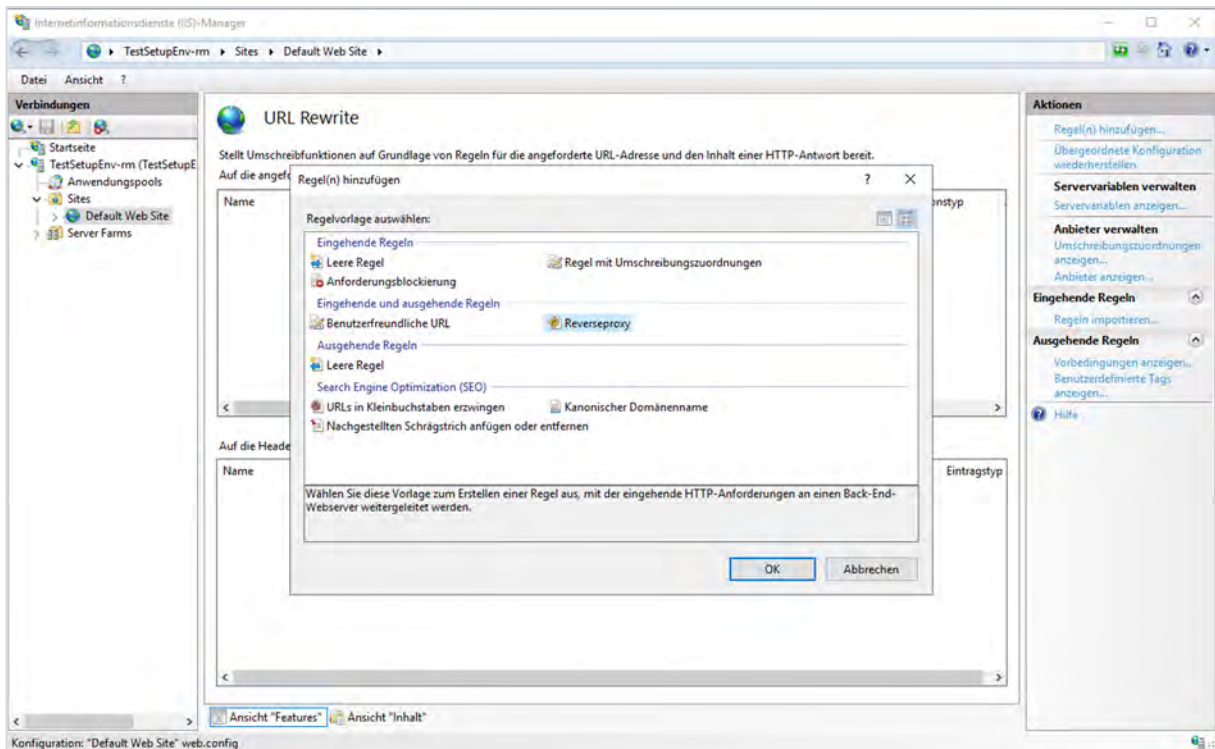 Internetinformationsdienste (IIS)-Manager
TestSetupEnv-rm Sites Default Web Site
Datei Ansicht ?
Verbindungen
Startseite
TestSetupEnv-rm (TestSetupE
Anwendungspools
Sites
Default Web Site
Server Farms
URL Rewrite
Stellt Umschreibfunktionen auf Grundlage von Regeln für die angeforderte URL-Adresse und den Inhalt einer HTTP-Antwort bereit.
Auf die angefo
Name
onstyp
Regel(n) hinzufügen
?
Regelvorlage auswählen:
Eingehende Regeln
Leere Regel
Regel mit Umschreibungszuordnungen
Anforderungsblockierung
Eingehende und ausgehende Regeln
Benutzerfreundliche URL
Reverseproxy
Ausgehende Regeln
Leere Regel
Search Engine Optimization (SEO)
URLs in Kleinbuchstaben erzwingen
Kanonischer Domänenname
Nachgestellten Schrägstrich anfügen oder entfernen
Wählen Sie diese Vorlage zum Erstellen einer Regel aus, mit der eingehende HTTP-Anforderungen an einen Back-End-
Webserver weitergeleitet werden.
OK
Abbrechen
Auf die Heade
Name
Eintragstyp
Ansicht "Features"
Ansicht "Inhalt"
Aktionen
Regel(n) hinzufügen...
Übergeordnete Konfiguration
wiederherstellen
Servervariablen verwalten
Servervariablen anzeigen...
Anbieter verwalten
Umschreibungszuordnungen
anzeigen...
Anbieter anzeigen...
Eingehende Regeln
Regeln importieren...
Ausgehende Regeln
Vorbedingungen anzeigen...
Benutzerdefinierte Tags
anzeigen...
Hilfe
Konfiguration: "Default Web Site" web.config